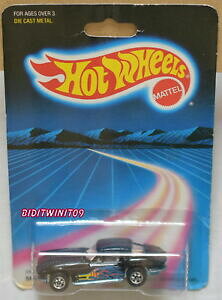 FOR AGES OVER 3.
DIE CAST METAL.
Hot Wheels
MATTEL
BIDITWINIT09